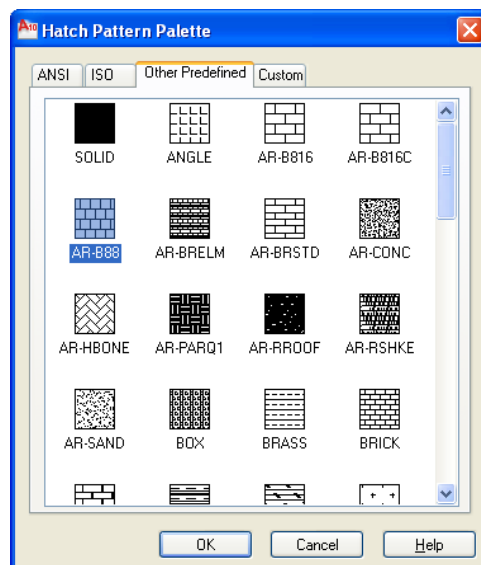 A10 Hatch Pattern Palette
ANSI ISO Other Predefined Custom
SOLID ANGLE AR-B816 AR-B816C
AR-B88 AR-BRELM AR-BRSTD AR-CONC
AR-HBONE AR-PARQ1 AR-RROOF AR-RSHKE
AR-SAND BOX BRASS BRICK
OK Cancel Help